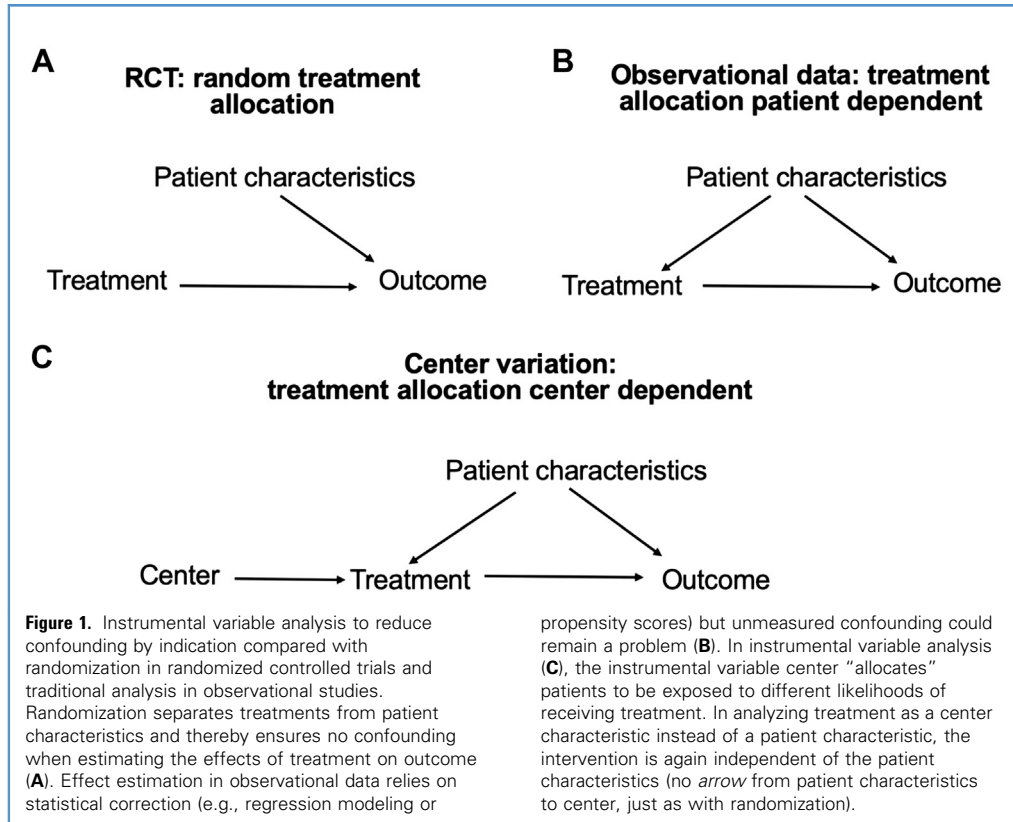 A
RCT: random treatment
allocation
Patient characteristics
Treatment
Outcome
B
Observational data: treatment
allocation patient dependent
Patient characteristics
Treatment
Outcome
C
Center variation:
treatment allocation center dependent
Patient characteristics
Center
Treatment
Outcome
Figure 1. Instrumental variable analysis to reduce
confounding by indication compared with
randomization in randomized controlled trials and
traditional analysis in observational studies.
Randomization separates treatments from patient
characteristics and thereby ensures no confounding
when estimating the effects of treatment on outcome
(A). Effect estimation in observational data relies on
statistical correction (e.g., regression modeling or
propensity scores) but unmeasured confounding could
remain a problem (B). In instrumental variable analysis
(C), the instrumental variable center “allocates”
patients to be exposed to different likelihoods of
receiving treatment. In analyzing treatment as a center
characteristic instead of a patient characteristic, the
intervention is again independent of the patient
characteristics (no arrow from patient characteristics
to center, just as with randomization).